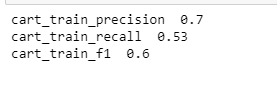 cart_train_precision  0.7
cart_train_recall  0.53
cart_train_f1  0.6